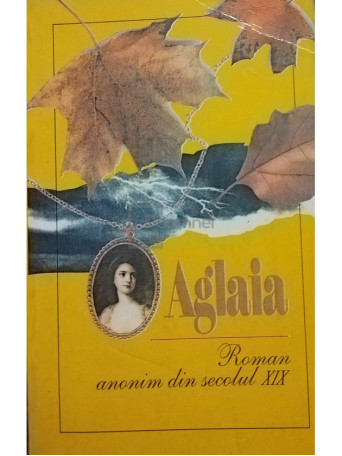 Aglaia
Roman
anonim din secolul XIX